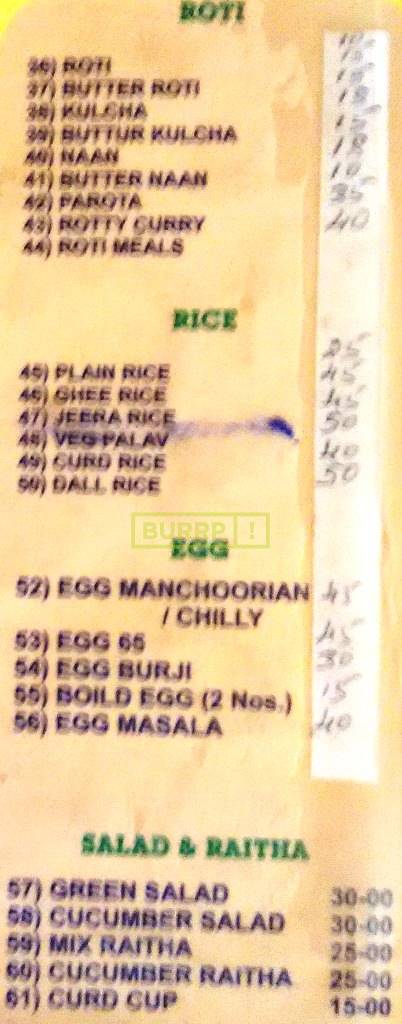 ROTI
36) ROTI 10
37) BUTTER ROTI 15
38) KULCHA 15
39) BUTTUR KULCHA 18
40) NAAN 15
41) BUTTER NAAN 18
42) PAROTA 10
43) ROTTY CURRY 35
44) ROTI MEALS 40
RICE
45) PLAIN RICE 25
46) GHEE RICE 45
47) JEERA RICE 45
48) VEG PALAV 50
49) CURD RICE 40
50) DALL RICE 50
BURRP!
EGG
52) EGG MANCHOORIAN 45
/ CHILLY
53) EGG 65 45
54) EGG BURJI 30
55) BOILD EGG (2 Nos.) 15
56) EGG MASALA 40
SALAD & RAITHA
57) GREEN SALAD 30-00
58) CUCUMBER SALAD 30-00
59) MIX RAITHA 25-00
60) CUCUMBER RAITHA 25-00
61) CURD CUP 15-00